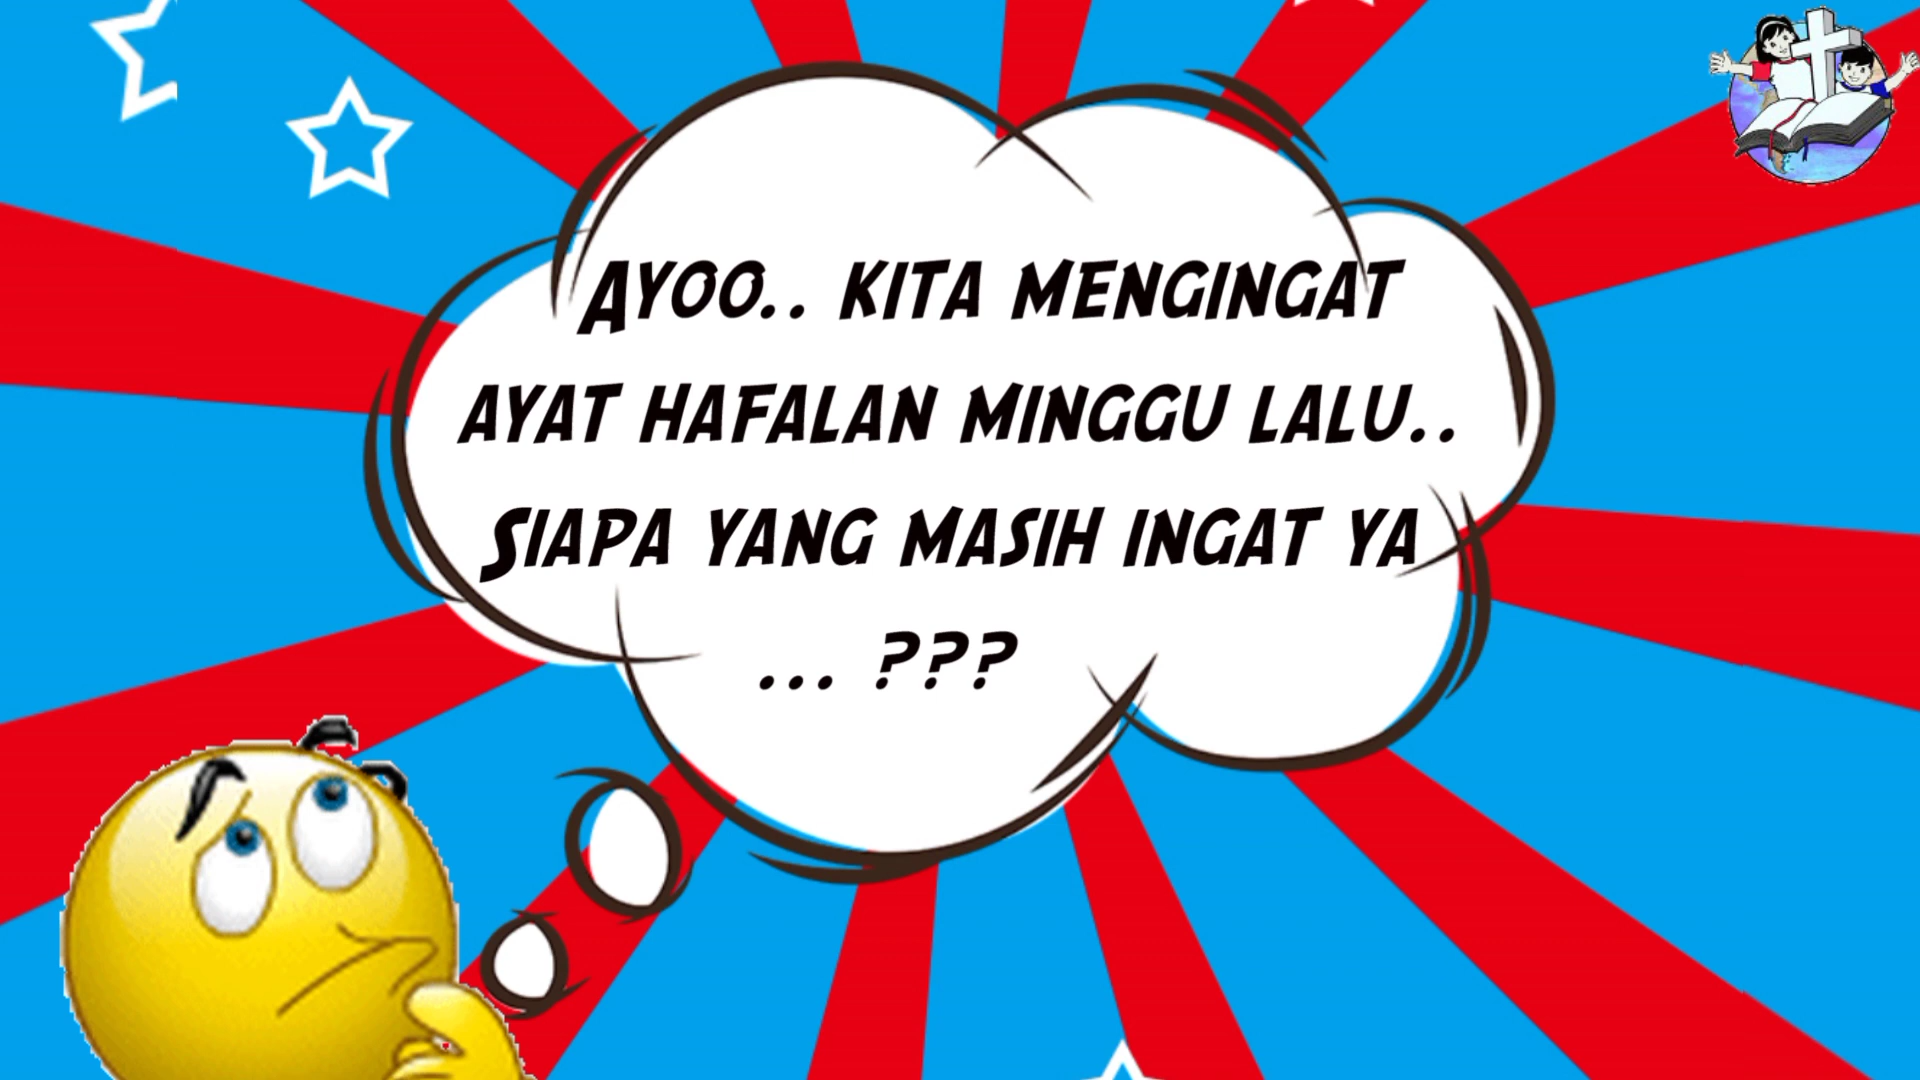 Ayoo.. kita mengingat
ayat hafalan minggu lalu..
Siapa yang masih ingat ya
... ???